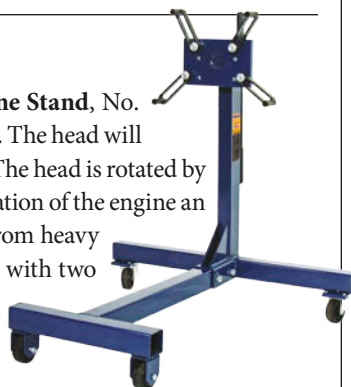 ne Stand, No.
. The head will
The head is rotated by
ation of the engine an
rom heavy
with two